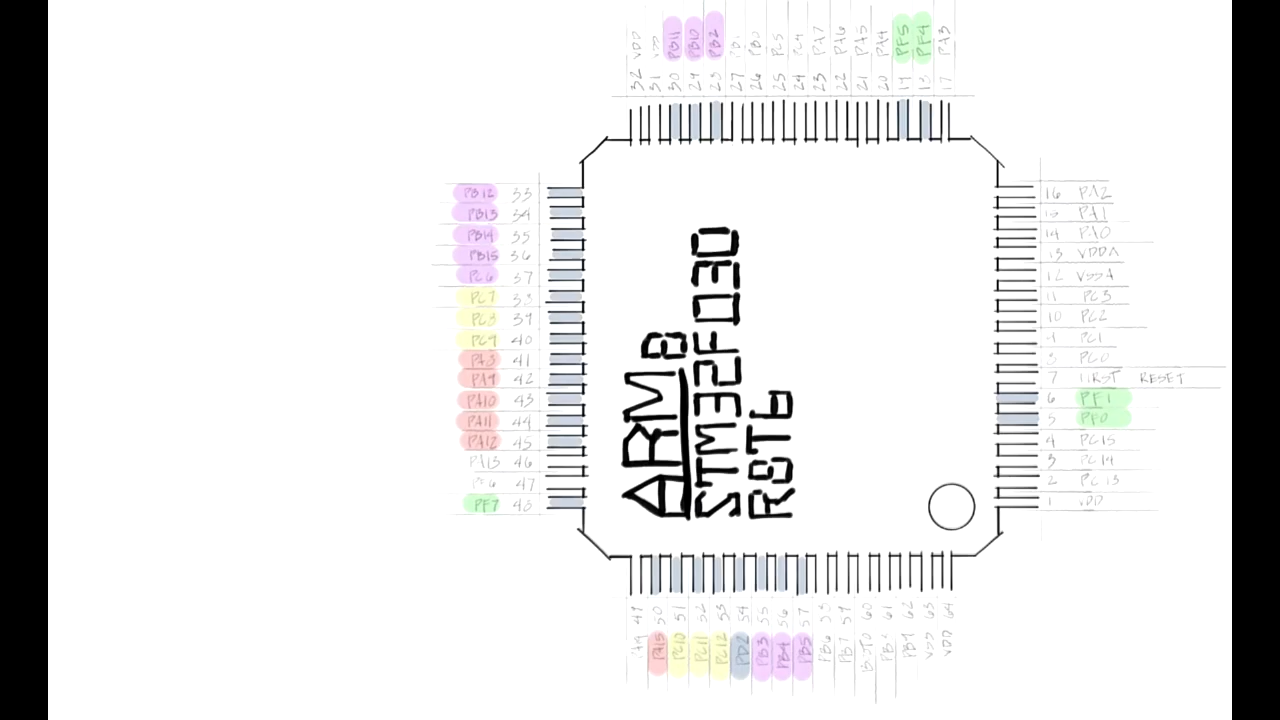 32 VDD
31
30 PB11
29 PB10
28 PB2
27
26 PB0
25 PC5
24 PC4
23 PA7
22 PA6
21 PA5
20 PA4
19 PF5
18 PF4
17 PA3
PB12 33
PB13 34
PB14 35
PB15 36
PC6 37
PC7 38
PC8 39
PC9 40
PA8 41
PA9 42
PA10 43
PA11 44
PA12 45
PA13 46
PF6 47
PF7 48
ARM
STM32F030
R8T6
16 PA2
15 PA1
14 PA0
13 VDDA
12 VSSA
11 PC3
10 PC2
9 PC1
8 PC0
7 RESET
6 PF1
5 PF0
4 PC15
3 PC14
2 PC13
1 VDD
49
50 PA15
51 PC10
52 PC11
53 PC12
54 PD2
55 PB3
56 PB4
57 PB5
58 PB6
59 PB7
60
61 PB8
62 PB9
63 VSS
64 VDD